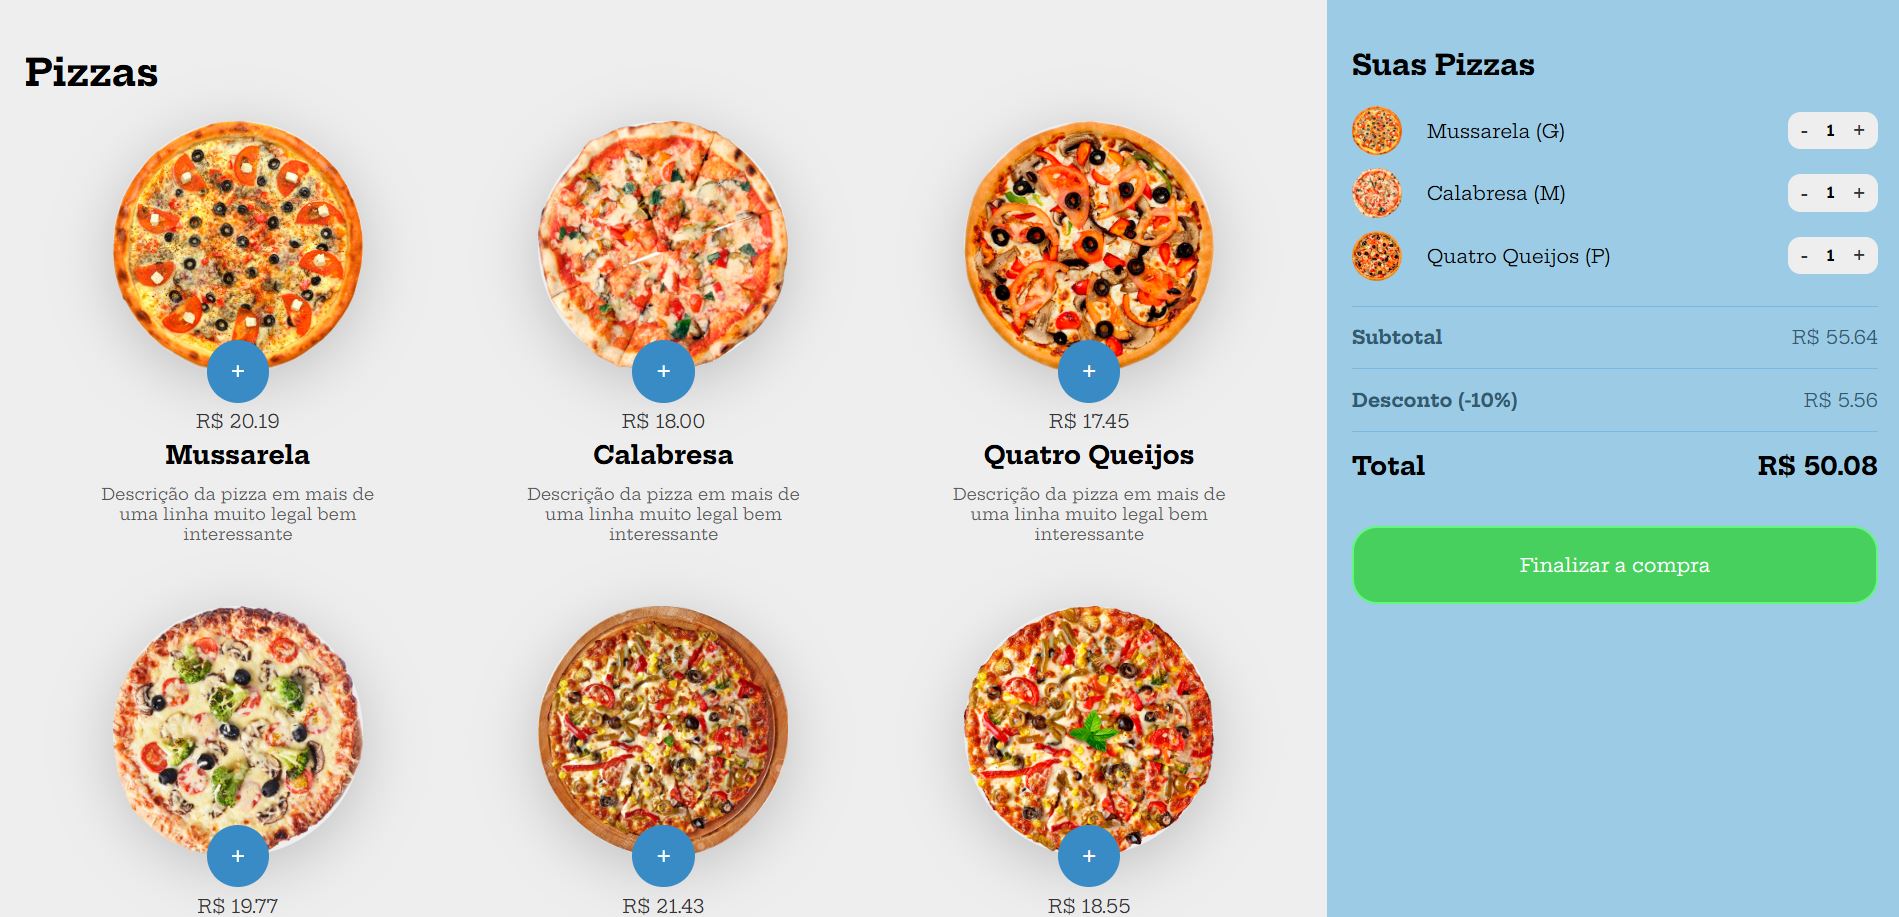 Pizzas
+
R$ 20.19
Mussarela
Descrição da pizza em mais de
uma linha muito legal bem
interessante
+
R$ 18.00
Calabresa
Descrição da pizza em mais de
uma linha muito legal bem
interessante
+
R$ 17.45
Quatro Queijos
Descrição da pizza em mais de
uma linha muito legal bem
interessante
+
R$ 19.77
+
R$ 21.43
+
R$ 18.55
Suas Pizzas
Mussarela (G) - 1 +
Calabresa (M) - 1 +
Quatro Queijos (P) - 1 +
Subtotal R$ 55.64
Desconto (-10%) R$ 5.56
Total R$ 50.08
Finalizar a compra